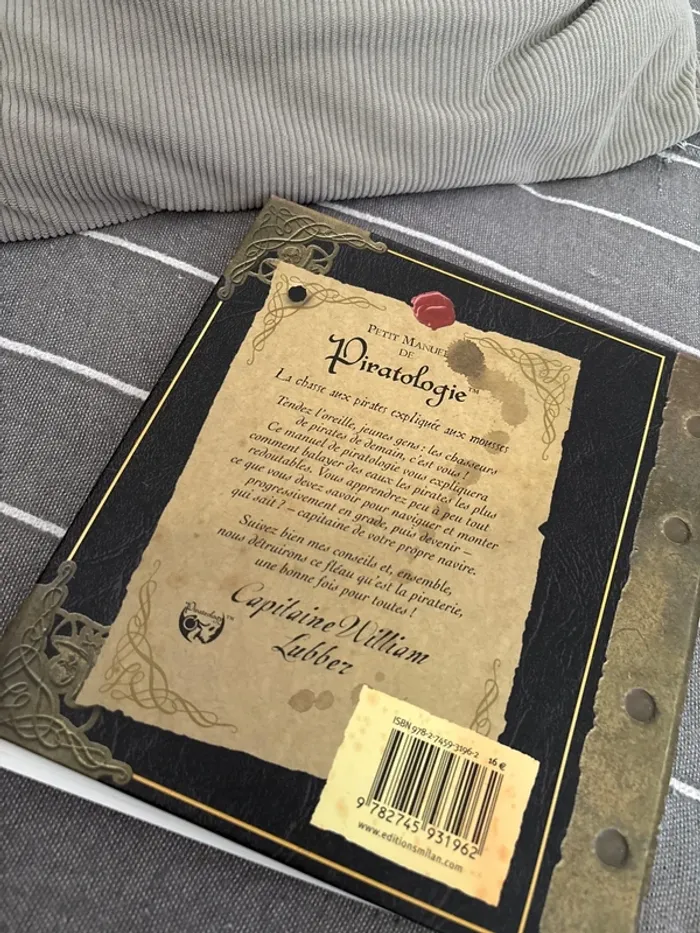 PETIT MANUEL
DE
Piratologie™
La chasse aux pirates expliquée aux mousses
Tendez l'oreille, jeunes gens : les chasseurs
de pirates de demain, c'est vous !
Ce manuel de piratologie vous expliquera
comment balayer des eaux les pirates les plus
redoutables. Vous apprendrez peu à peu tout
ce que vous devez savoir pour naviguer et monter
progressivement en grade, puis devenir –
qui sait ? – capitaine de votre propre navire.
Suivez bien mes conseils et, ensemble,
nous détruirons ce fléau qu'est la piraterie,
une bonne fois pour toutes !
Capitaine William
Lubber
Piratologie™
ISBN 978-2-7459-3196-2 16 €
9 782745 931962
www.editionsmilan.com